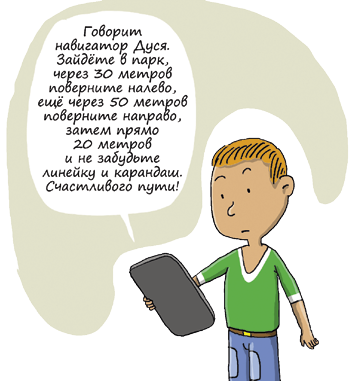 Говорит
навигатор Дуся.
Зайдёте в парк,
через 30 метров
поверните налево,
ещё через 50 метров
поверните направо,
затем прямо
20 метров
и не забудьте
линейку и карандаш.
Счастливого пути!